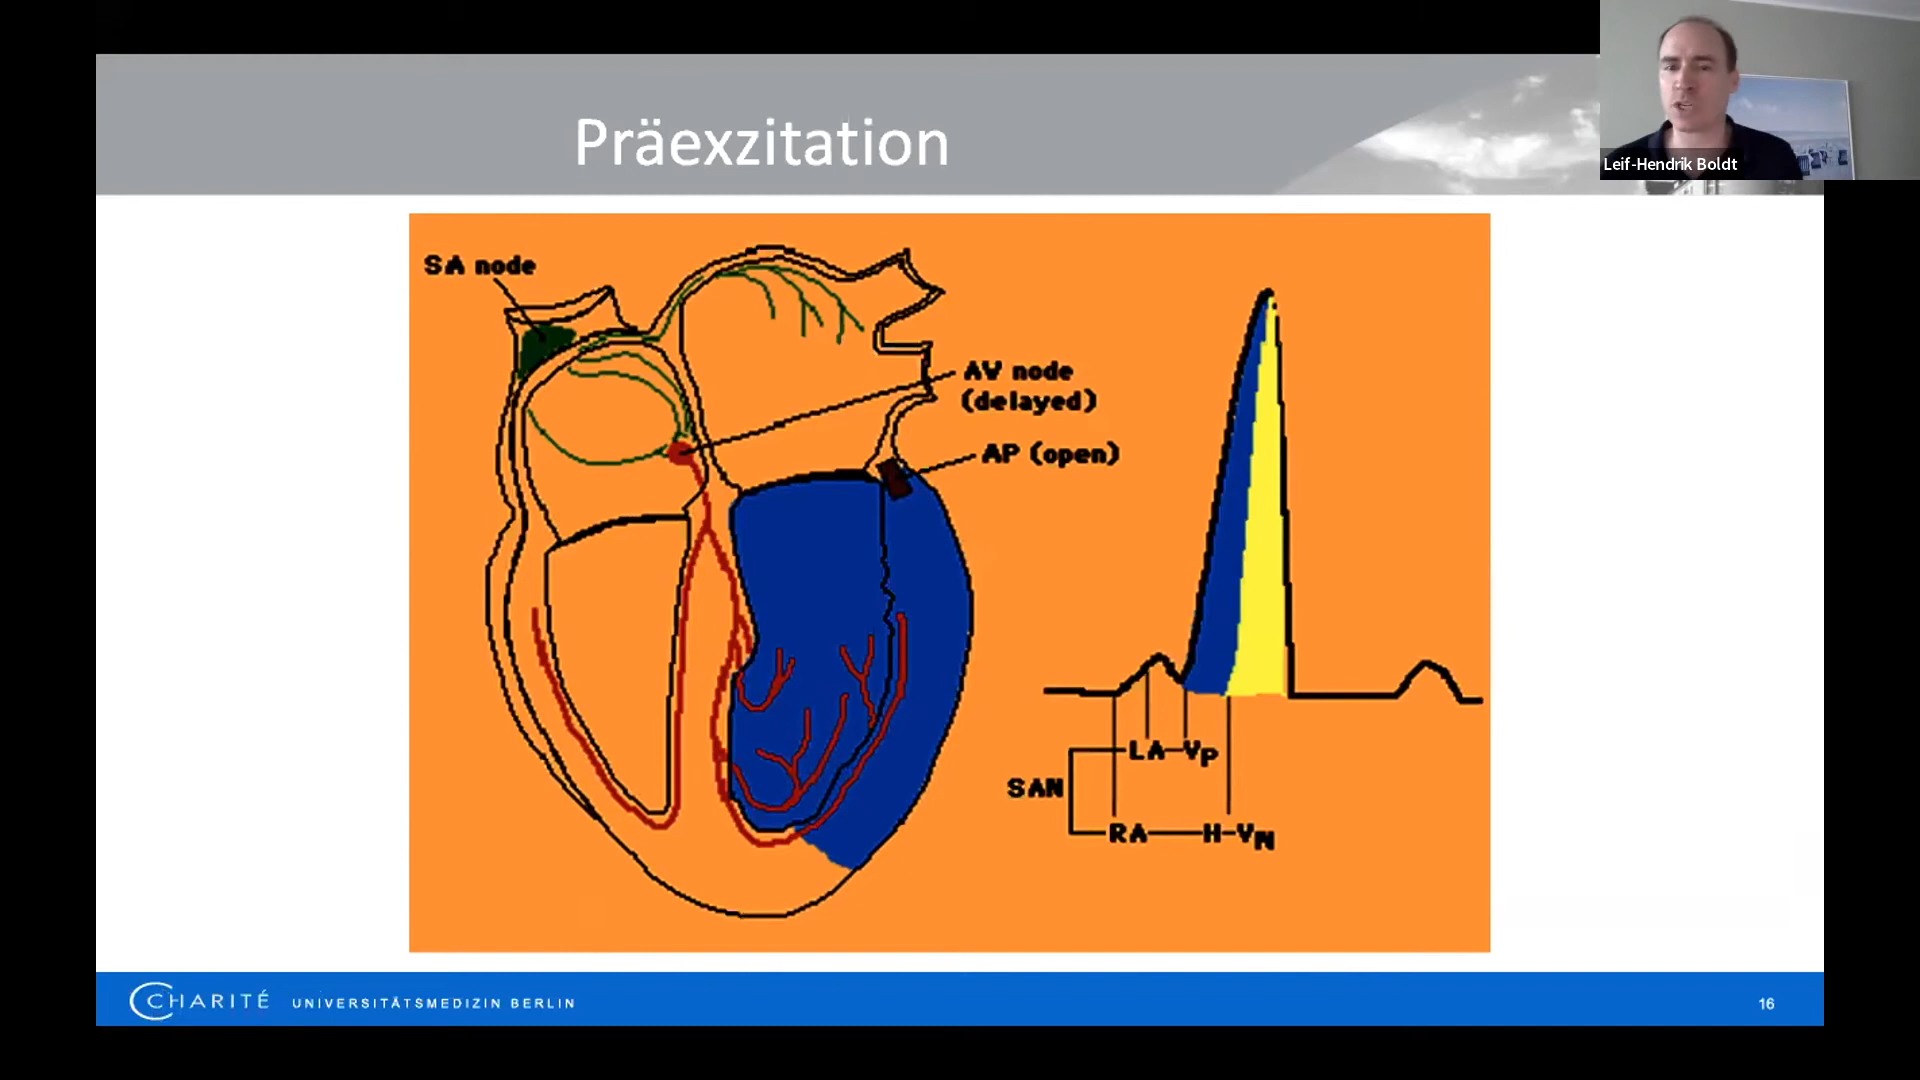 Präexzitation
Leif-Hendrik Boldt
SA node
AV node
(delayed)
AP (open)
LA-Vp
SAN
RA-H-VN
CHARITÉ UNIVERSITÄTSMEDIZIN BERLIN
16